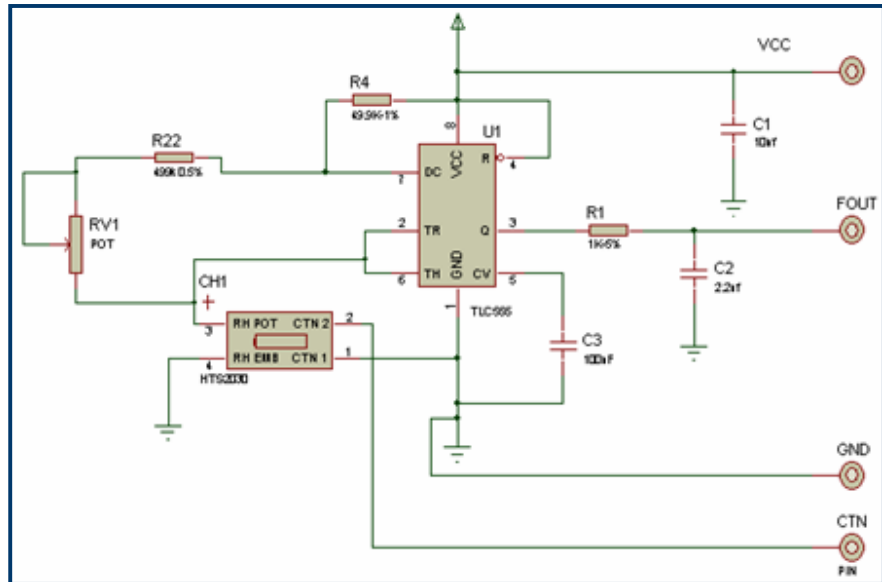 VCC
R4
49.9K-1%
U1
R22
499k 0.5%
8
VCC
R
4
C1
10nf
7
DC
FOUT
RV1
POT
2
TR
Q
3
R1
1K-5%
C2
2.2nf
GND
CH1
+
6
TH
CV
5
1
TLC555
3
RH POT
CTN 2
2
C3
100nF
4
RH EMB
CTN 1
1
HTS2030
GND
CTN
PIN